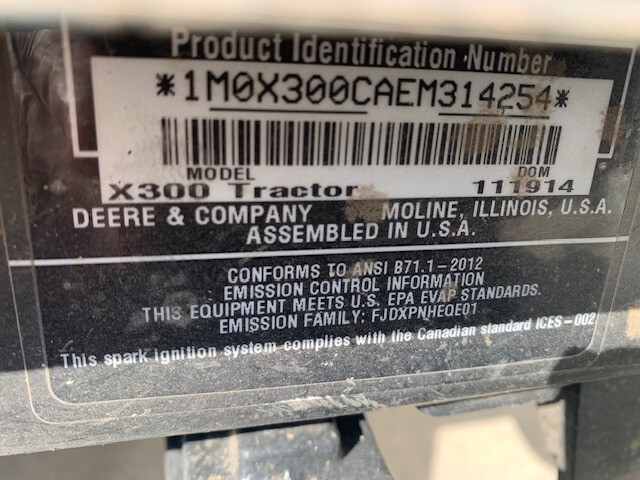 Product Identification Number
*1M0X300CAEM314254*
MODEL DOM
X300 Tractor 111914
DEERE & COMPANY MOLINE, ILLINOIS, U.S.A.
ASSEMBLED IN U.S.A.
CONFORMS TO ANSI B71.1-2012
EMISSION CONTROL INFORMATION
THIS EQUIPMENT MEETS U.S. EPA EVAP STANDARDS.
EMISSION FAMILY: FJDXPNHEQE01
This spark ignition system complies with the Canadian standard ICES-002